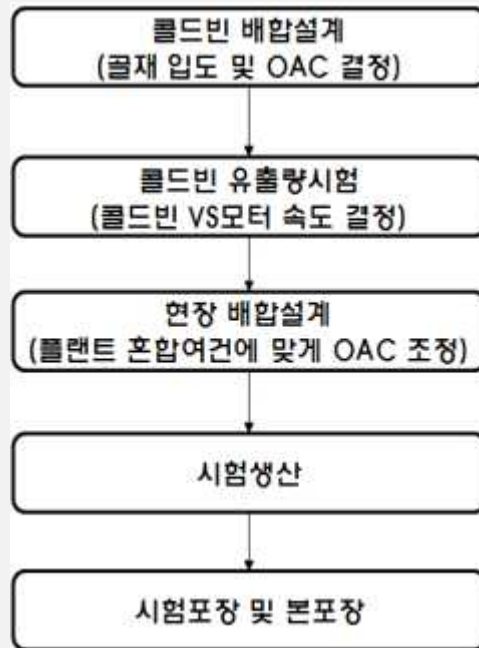 콜드빈 배합설계
(골재 입도 및 OAC 결정)
콜드빈 유출량시험
(콜드빈 VS모터 속도 결정)
현장 배합설계
(플랜트 혼합여건에 맞게 OAC 조정)
시험생산
시험포장 및 본포장